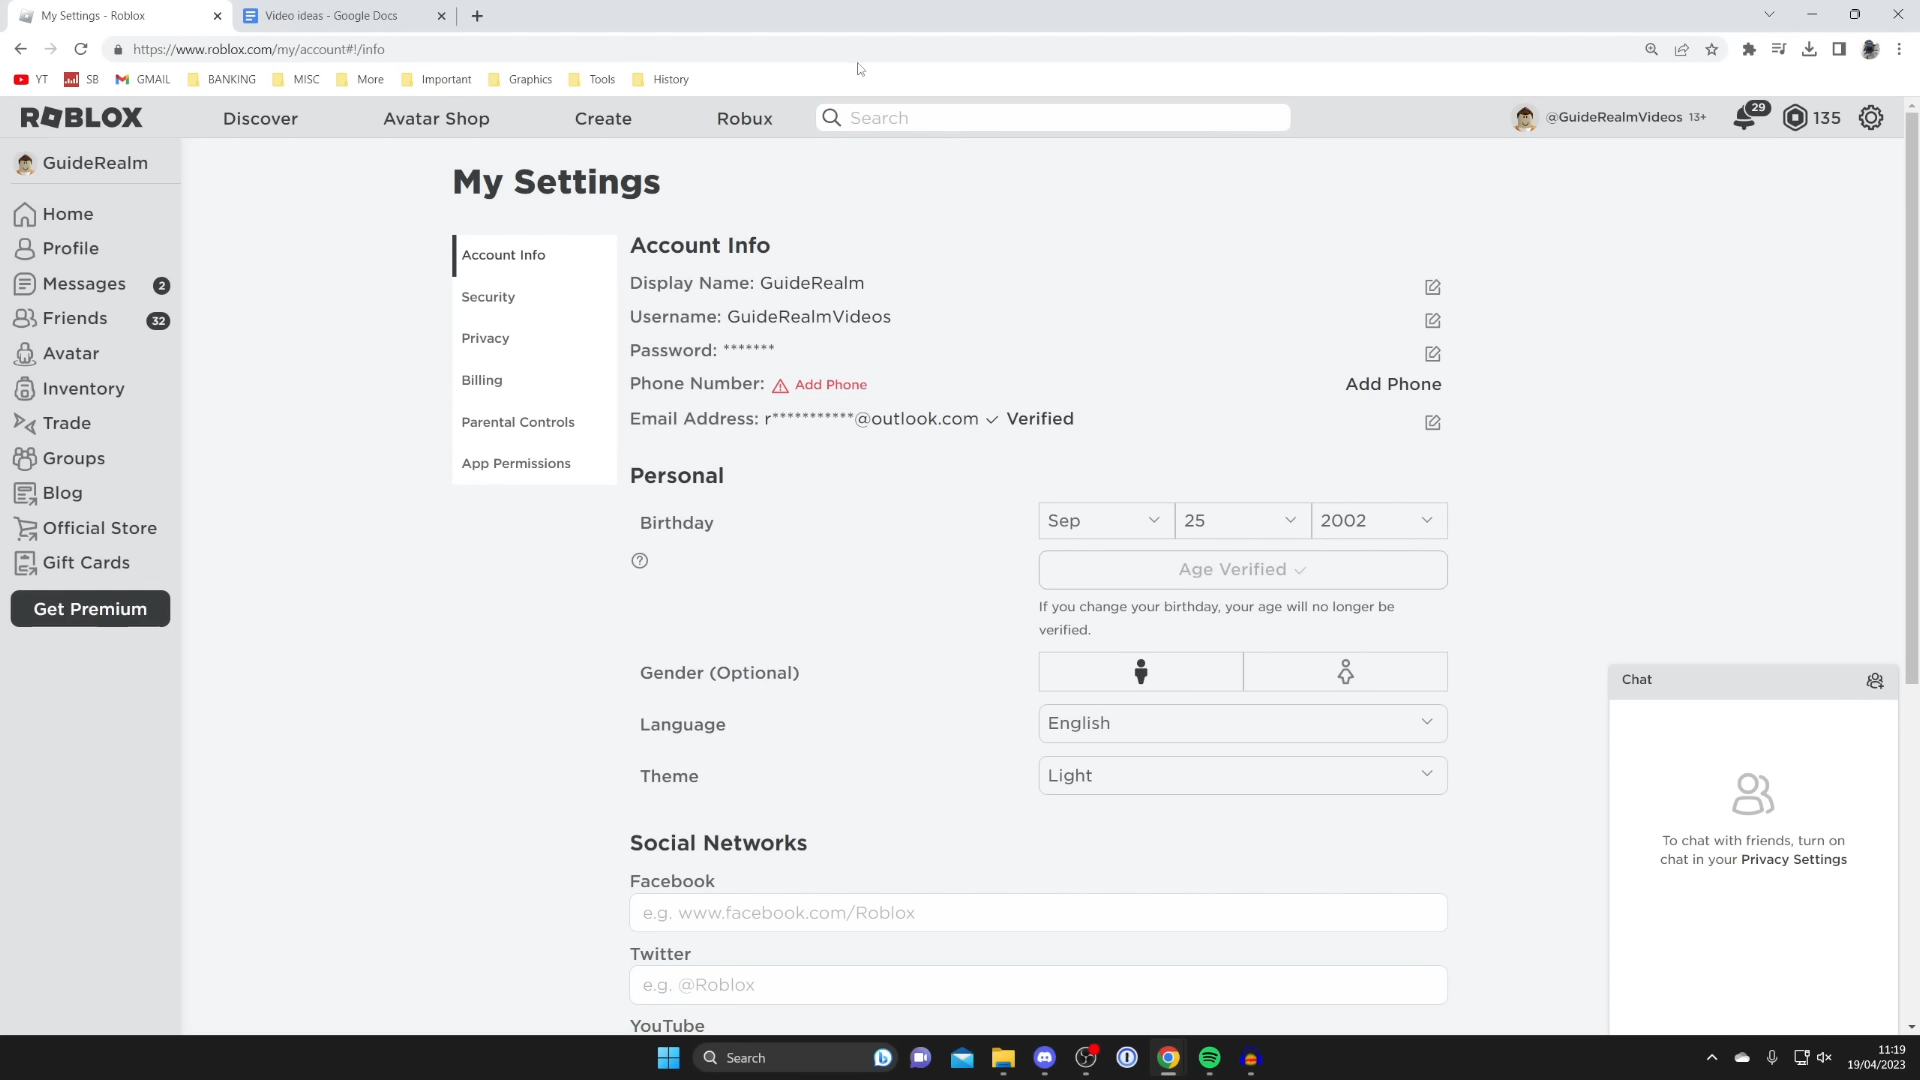 My Settings - Roblox
Video ideas - Google Docs
https://www.roblox.com/my/account#!/info
YT SB GMAIL BANKING MISC More Important Graphics Tools History
ROBLOX Discover Avatar Shop Create Robux Search @GuideRealmVideos 13+ 29 135
GuideRealm
Home
Profile
Messages 2
Friends 32
Avatar
Inventory
Trade
Groups
Blog
Official Store
Gift Cards
Get Premium
My Settings
Account Info
Security
Privacy
Billing
Parental Controls
App Permissions
Account Info
Display Name: GuideRealm
Username: GuideRealmVideos
Password: *******
Phone Number: Add Phone Add Phone
Email Address: r***********@outlook.com Verified
Personal
Birthday Sep 25 2002
Age Verified
If you change your birthday, your age will no longer be
verified.
Gender (Optional)
Language English
Theme Light
Social Networks
Facebook
e.g. www.facebook.com/Roblox
Twitter
e.g. @Roblox
YouTube
Chat
To chat with friends, turn on
chat in your Privacy Settings
Search
11:19
19/04/2023